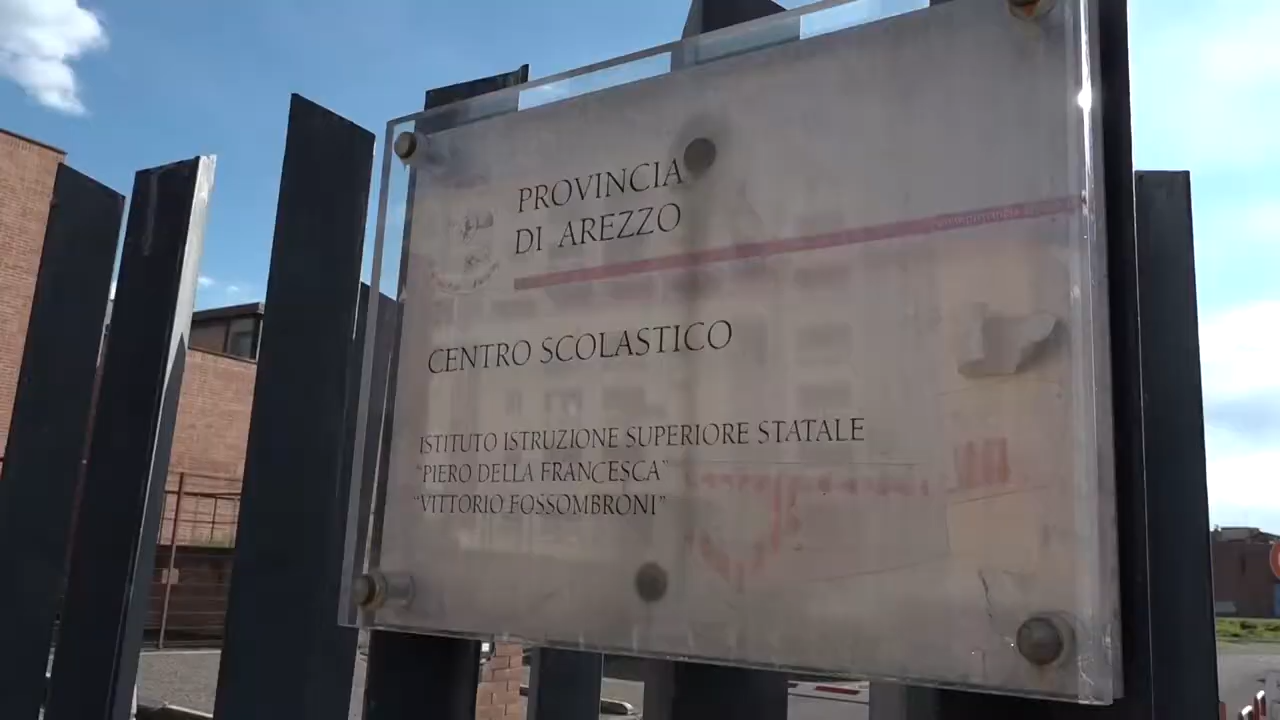 PROVINCIA
DI AREZZO
CENTRO SCOLASTICO
ISTITUTO ISTRUZIONE SUPERIORE STATALE
"PIERO DELLA FRANCESCA"
"VITTORIO FOSSOMBRONI"